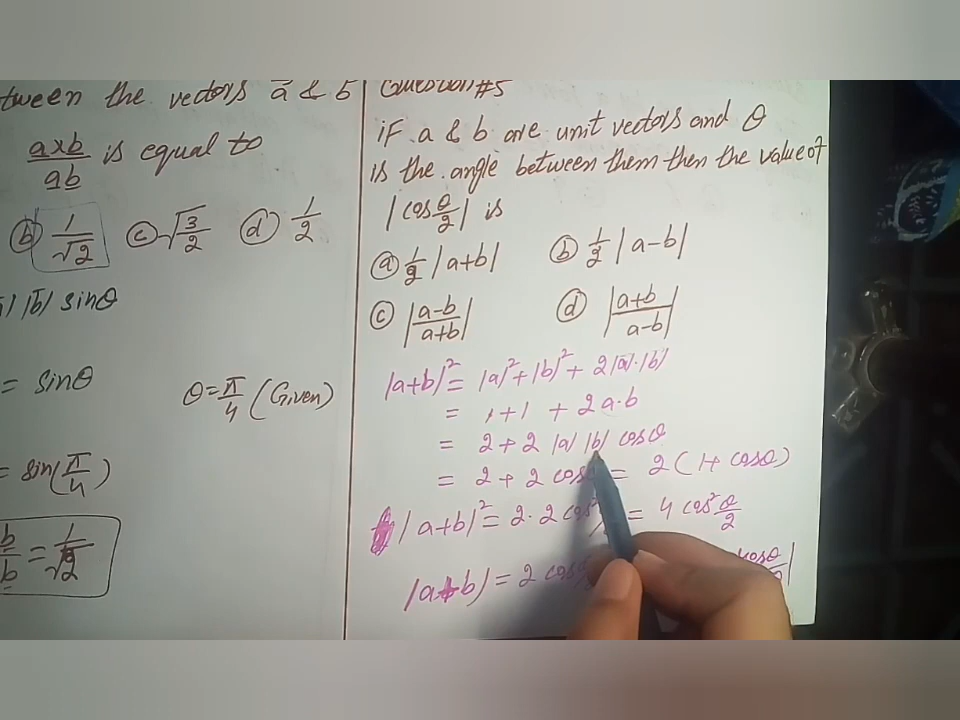 tween the vectors a & b
a×b/ab is equal to
(b) 1/√2 (c) √3/2 (d) 1/2
|b| sinθ
= sinθ
θ = π/4 (Given)
= sin(π/4)
b/b = 1/√2
Question #5
if a & b are unit vectors and θ
is the angle between them then the value of
|cos θ/2| is
(a) 1/2 |a+b| (b) 1/2 |a-b|
(c) |a-b/a+b| (d) |a+b/a-b|
|a+b|² = |a|² + |b|² + 2|a|·|b|
= 1+1 + 2a·b
= 2+2 |a| |b| cosθ
= 2+2 cos = 2(1+cosθ)
|a+b|² = 2·2cos² = 4 cos² θ/2
|a+b| = 2 cos cosθ